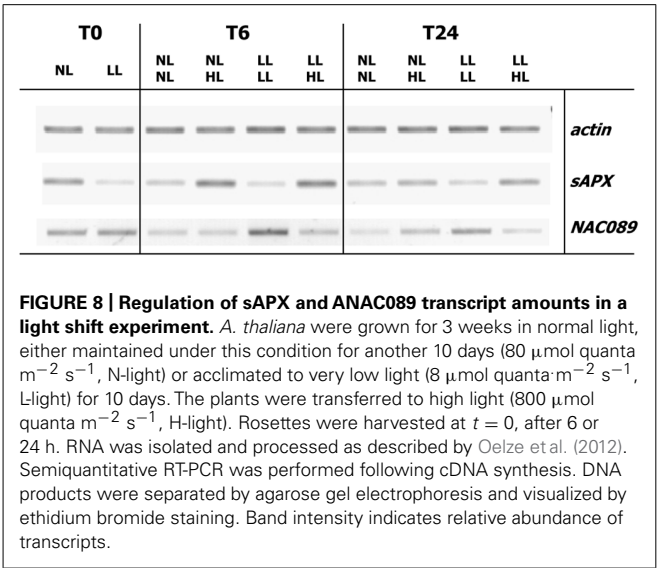 T0 T6 T24
NL LL NL NL LL LL NL NL LL LL
NL HL LL HL NL HL LL HL
actin
sAPX
NAC089
FIGURE 8 | Regulation of sAPX and ANAC089 transcript amounts in a
light shift experiment. A. thaliana were grown for 3 weeks in normal light,
either maintained under this condition for another 10 days (80 μmol quanta
m−2 s−1, N-light) or acclimated to very low light (8 μmol quanta·m−2 s−1,
L-light) for 10 days. The plants were transferred to high light (800 μmol
quanta m−2 s−1, H-light). Rosettes were harvested at t = 0, after 6 or
24 h. RNA was isolated and processed as described by Oelze et al. (2012).
Semiquantitative RT-PCR was performed following cDNA synthesis. DNA
products were separated by agarose gel electrophoresis and visualized by
ethidium bromide staining. Band intensity indicates relative abundance of
transcripts.